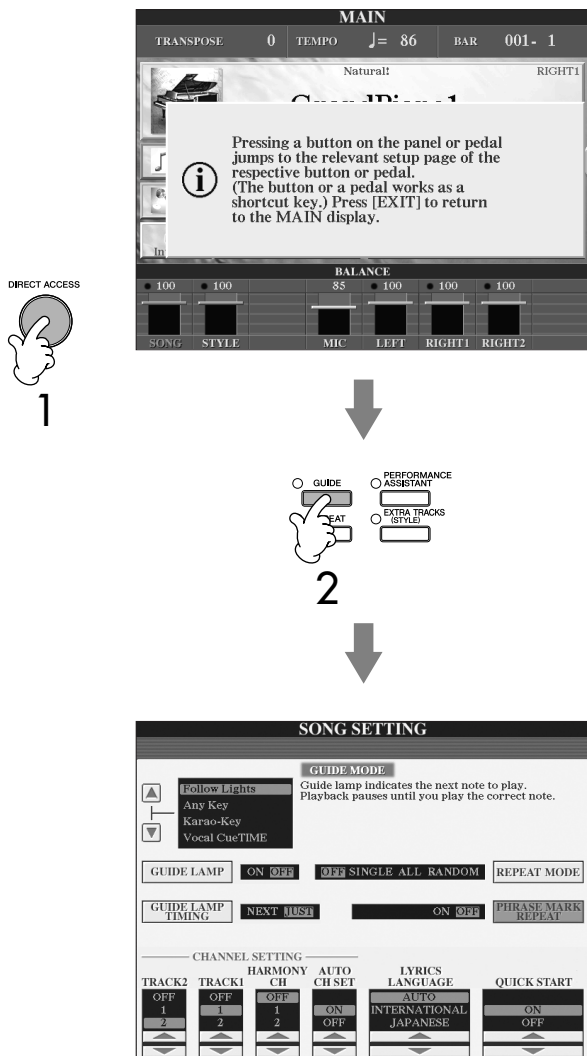 MAIN
TRANSPOSE 0 TEMPO ♩= 86 BAR 001- 1
Natural! RIGHT1
GrandPiano1
Pressing a button on the panel or pedal
jumps to the relevant setup page of the
respective button or pedal.
(The button or a pedal works as a
shortcut key.) Press [EXIT] to return
to the MAIN display.
BALANCE
100 100 85 100 100 100
SONG STYLE MIC LEFT RIGHT1 RIGHT2
DIRECT ACCESS
1
GUIDE
PERFORMANCE
ASSISTANT
EXTRA TRACKS
(STYLE)
2
SONG SETTING
GUIDE MODE
Follow Lights
Any Key
Karao-Key
Vocal CueTIME
Guide lamp indicates the next note to play.
Playback pauses until you play the correct note.
GUIDE LAMP ON OFF OFF SINGLE ALL RANDOM REPEAT MODE
GUIDE LAMP
TIMING
NEXT JUST ON OFF
PHRASE MARK
REPEAT
CHANNEL SETTING
TRACK2 TRACK1
HARMONY
CH
AUTO
CH SET
LYRICS
LANGUAGE
QUICK START
OFF OFF OFF AUTO
1 1 1 ON INTERNATIONAL ON
2 2 2 OFF JAPANESE OFF